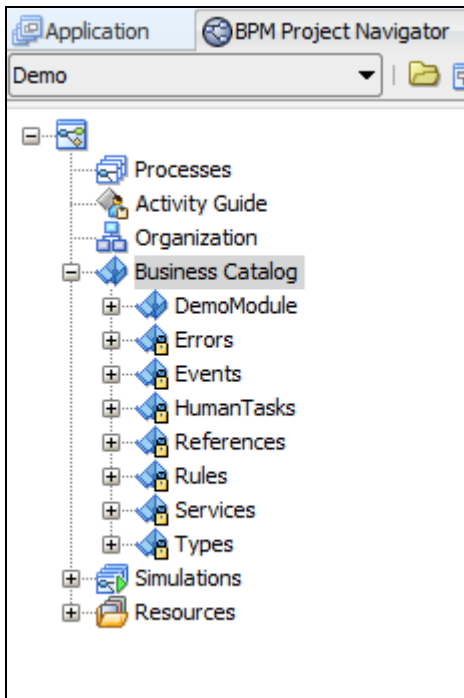 Application BPM Project Navigator
Demo
Processes
Activity Guide
Organization
Business Catalog
DemoModule
Errors
Events
HumanTasks
References
Rules
Services
Types
Simulations
Resources